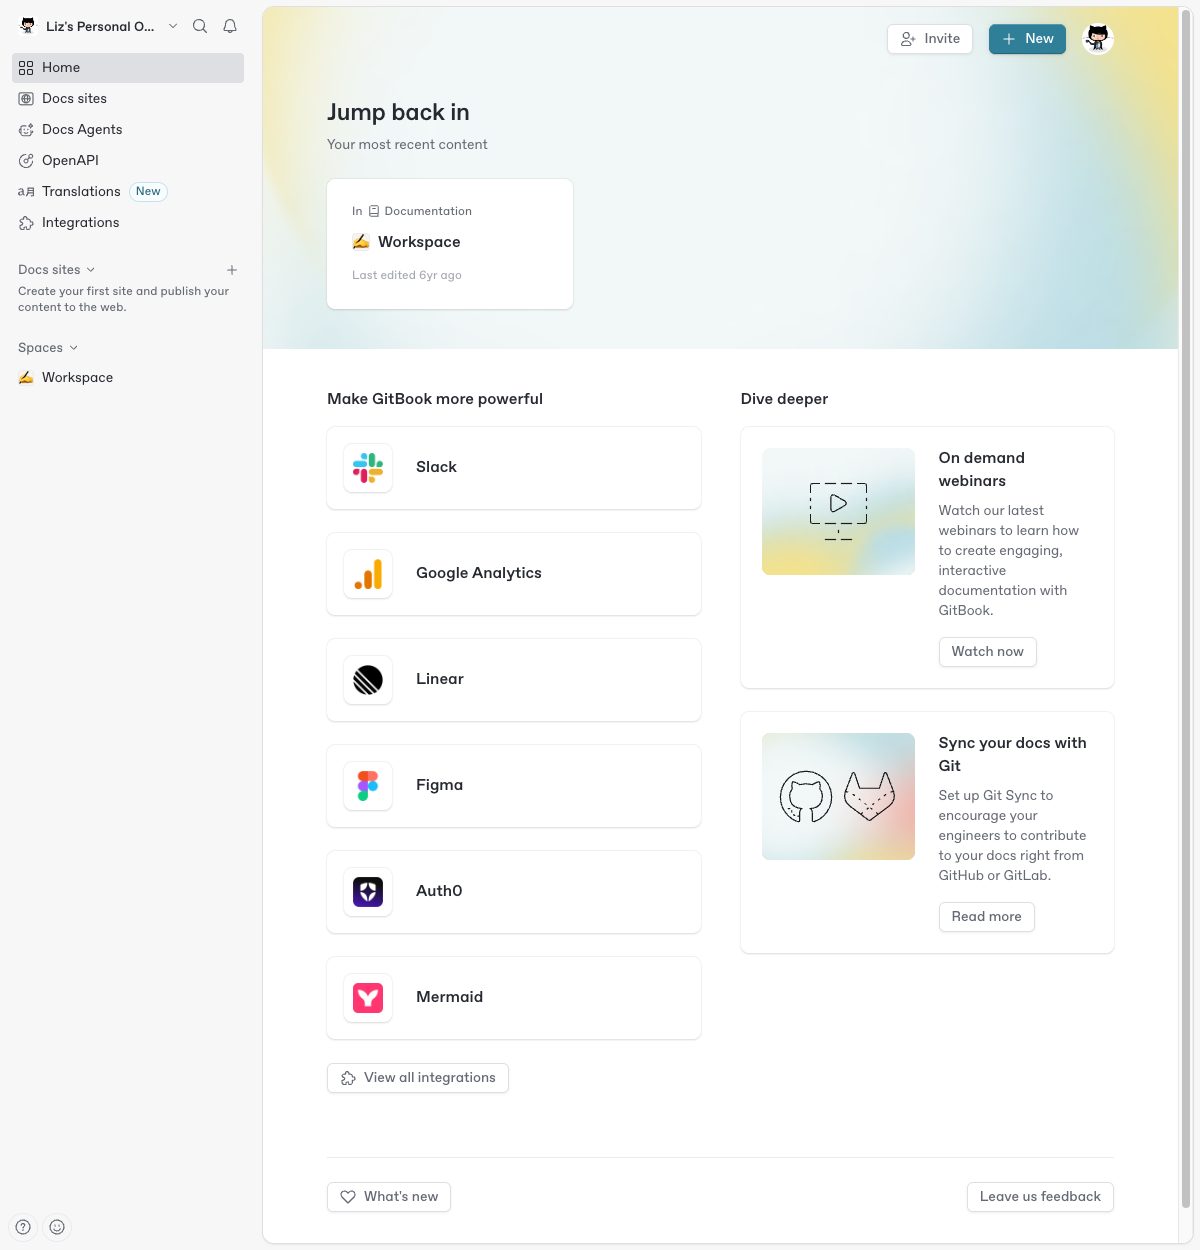 Liz's Personal O...
Home
Docs sites
Docs Agents
OpenAPI
Translations New
Integrations
Docs sites
Create your first site and publish your
content to the web.
Spaces
Workspace
Invite
New
Jump back in
Your most recent content
In Documentation
Workspace
Last edited 6yr ago
Make GitBook more powerful
Slack
Google Analytics
Linear
Figma
Auth0
Mermaid
View all integrations
Dive deeper
On demand
webinars
Watch our latest
webinars to learn how
to create engaging,
interactive
documentation with
GitBook.
Watch now
Sync your docs with
Git
Set up Git Sync to
encourage your
engineers to contribute
to your docs right from
GitHub or GitLab.
Read more
What's new
Leave us feedback